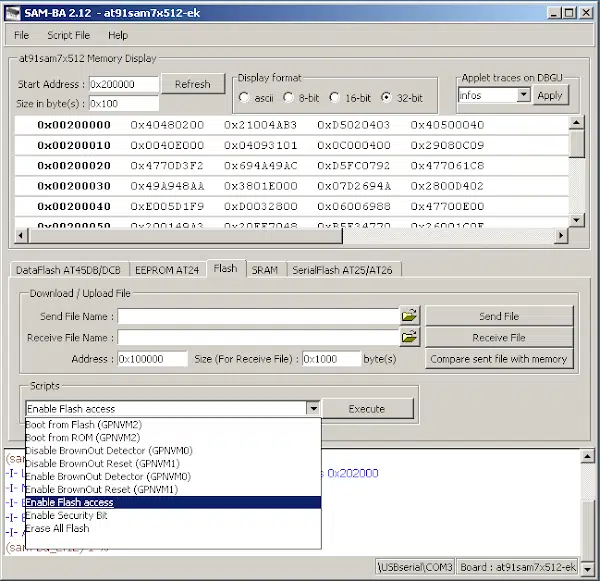 SAM-BA 2.12 - at91sam7x512-ek
File Script File Help
at91sam7x512 Memory Display
Start Address : 0x200000 Refresh
Size in byte(s) : 0x100
Display format
ascii 8-bit 16-bit 32-bit
Applet traces on DBGU
infos Apply
0x00200000 0x40480200 0x21004AB3 0xD5020403 0x40500040
0x00200010 0x0040E000 0x04093101 0x0C000400 0x29080C09
0x00200020 0x4770D3F2 0x694A49AC 0xD5FC0792 0x477061C8
0x00200030 0x49A948AA 0x3801E000 0x07D2694A 0x2800D402
0x00200040 0xE005D1F9 0xD0032800 0x06006988 0x47700E00
0x00200050 0x200149A3 0x20FF7048 0xB5F34770 0x26001C0F
DataFlash AT45DB/DCB EEPROM AT24 Flash SRAM SerialFlash AT25/AT26
Download / Upload File
Send File Name : Send File
Receive File Name : Receive File
Address : 0x100000 Size (For Receive File) : 0x1000 byte(s) Compare sent file with memory
Scripts
Enable Flash access Execute
Boot from Flash (GPNVM2)
Boot from ROM (GPNVM2)
Disable BrownOut Detector (GPNVM0)
Disable BrownOut Reset (GPNVM1)
Enable BrownOut Detector (GPNVM0)
Enable BrownOut Reset (GPNVM1)
Enable Flash access
Enable Security Bit
Erase All Flash
-I-
0x202000
-I-
-I-
-I-
-I-
\USBserial\COM3 Board : at91sam7x512-ek